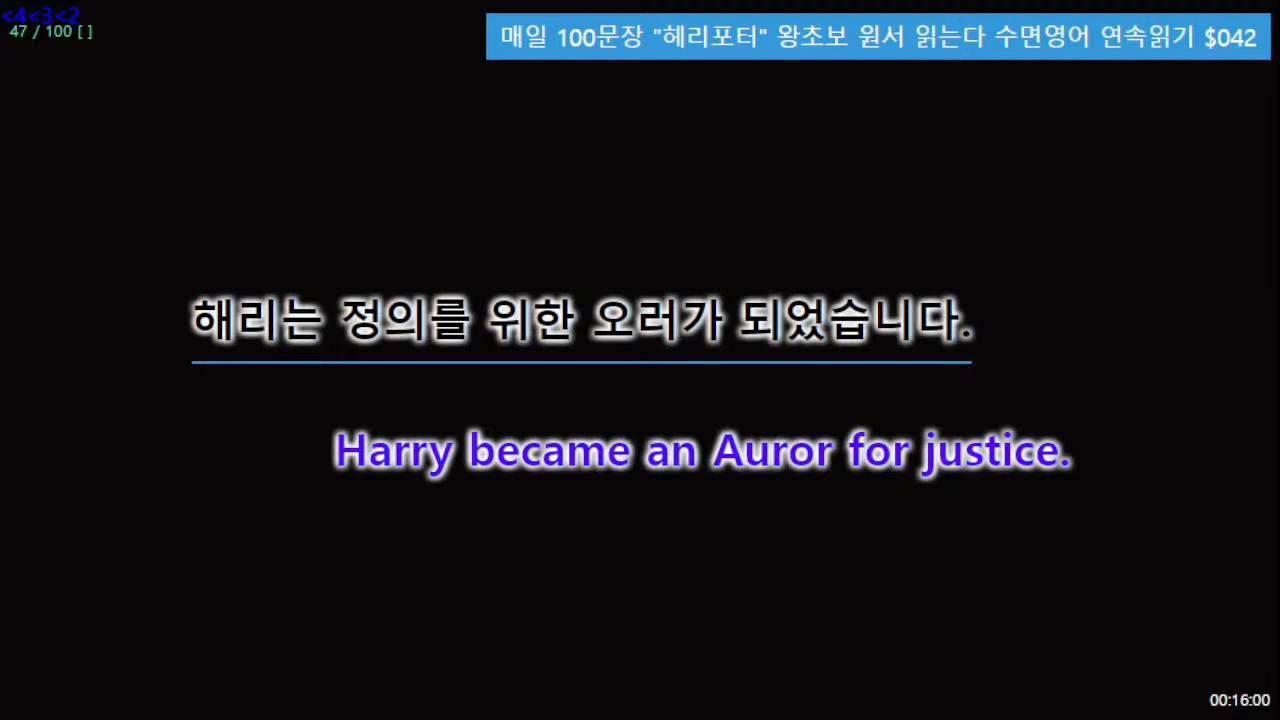 <4<3<2
47 / 100 [ ]
매일 100문장 "헤리포터" 왕초보 원서 읽는다 수면영어 연속읽기 $042
해리는 정의를 위한 오러가 되었습니다.
Harry became an Auror for justice.
00:16:00